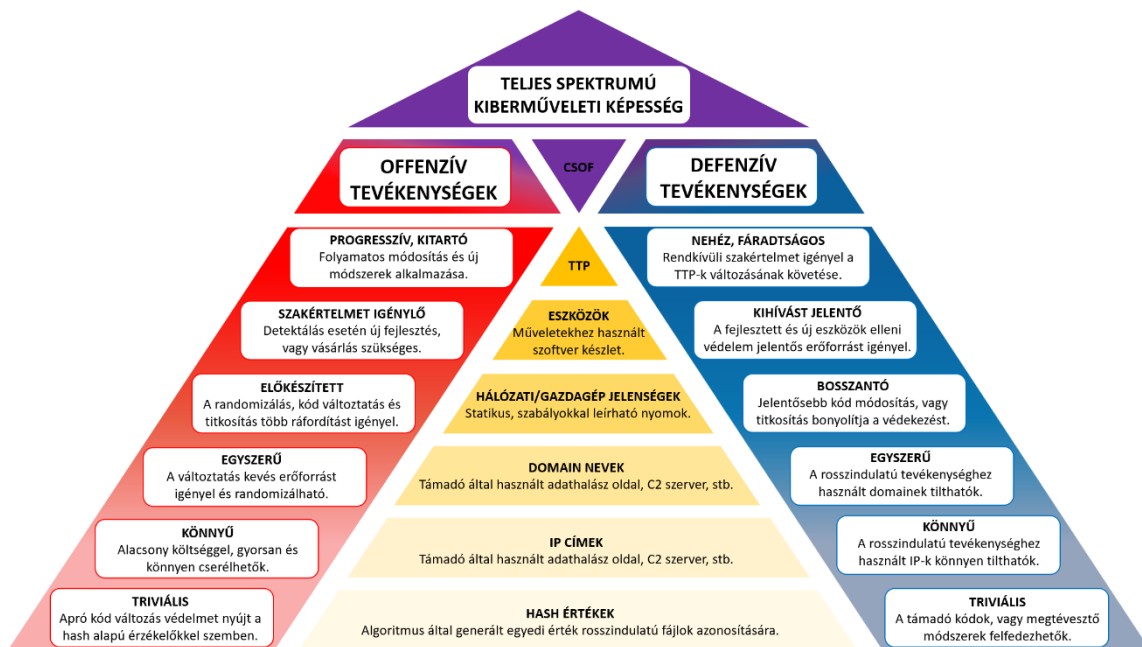 TELJES SPEKTRUMÚ
KIBERMŰVELETI KÉPESSÉG
OFFENZÍV
TEVÉKENYSÉGEK
CSOF
DEFENZÍV
TEVÉKENYSÉGEK
PROGRESSZÍV, KITARTÓ
Folyamatos módosítás és új
módszerek alkalmazása.
TTP
NEHÉZ, FÁRADTSÁGOS
Rendkívüli szakértelmet igényel a
TTP-k változásának követése.
SZAKÉRTELMET IGÉNYLŐ
Detektálás esetén új fejlesztés,
vagy vásárlás szükséges.
ESZKÖZÖK
Műveletekhez használt
szoftver készlet.
KIHÍVÁST JELENTŐ
A fejlesztett és új eszközök elleni
védelem jelentős erőforrást igényel.
ELŐKÉSZÍTETT
A randomizálás, kód változtatás és
titkosítás több ráfordítást igényel.
HÁLÓZATI/GAZDAGÉP JELENSÉGEK
Statikus, szabályokkal leírható nyomok.
BOSSZANTÓ
Jelentősebb kód módosítás, vagy
titkosítás bonyolítja a védekezést.
EGYSZERŰ
A változtatás kevés erőforrást
igényel és randomizálható.
DOMAIN NEVEK
Támadó által használt adathalász oldal, C2 szerver, stb.
EGYSZERŰ
A rosszindulatú tevékenységhez
használt domainek tilthatók.
KÖNNYŰ
Alacsony költséggel, gyorsan és
könnyen cserélhetők.
IP CÍMEK
Támadó által használt adathalász oldal, C2 szerver, stb.
KÖNNYŰ
A rosszindulatú tevékenységhez
használt IP-k könnyen tilthatók.
TRIVIÁLIS
Apró kód változás védelmet nyújt a
hash alapú érzékelőkkel szemben.
HASH ÉRTÉKEK
Algoritmus által generált egyedi érték rosszindulatú fájlok azonosítására.
TRIVIÁLIS
A támadó kódok, vagy megtévesztő
módszerek felfedezhetők.